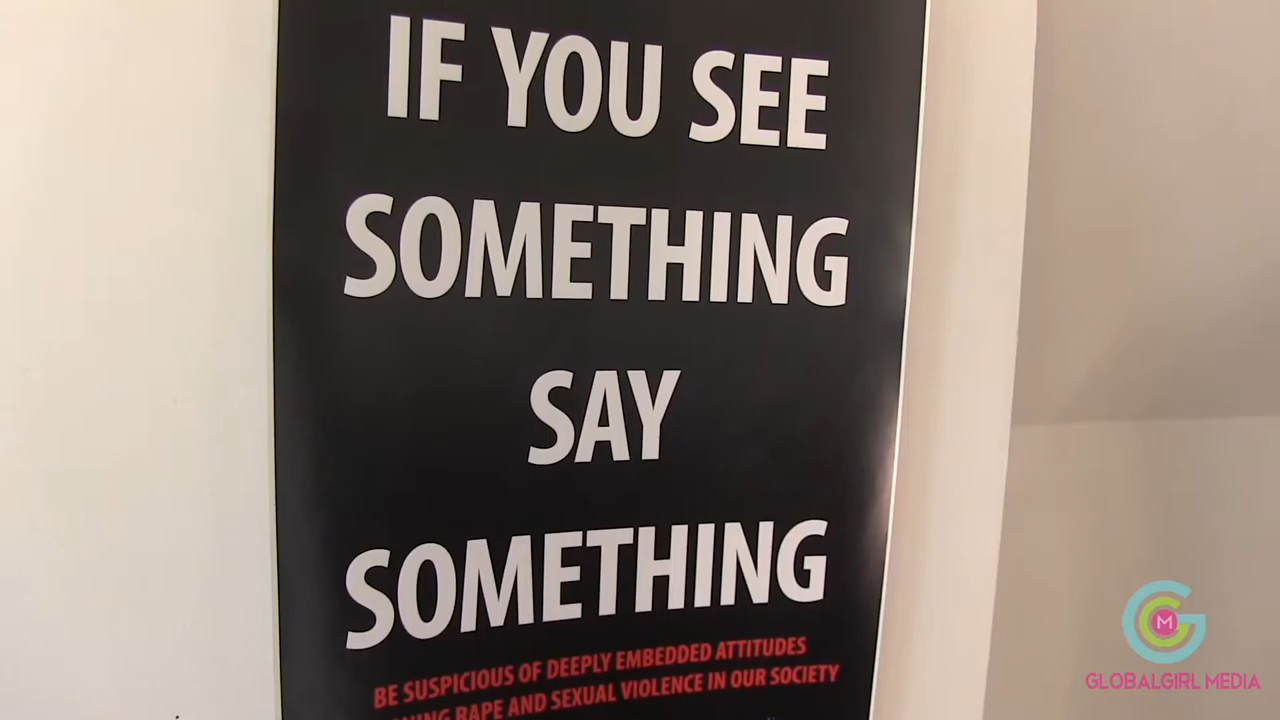 IF YOU SEE
SOMETHING
SAY
SOMETHING
BE SUSPICIOUS OF DEEPLY EMBEDDED ATTITUDES
RAPE AND SEXUAL VIOLENCE IN OUR SOCIETY
G M
GLOBALGIRL MEDIA